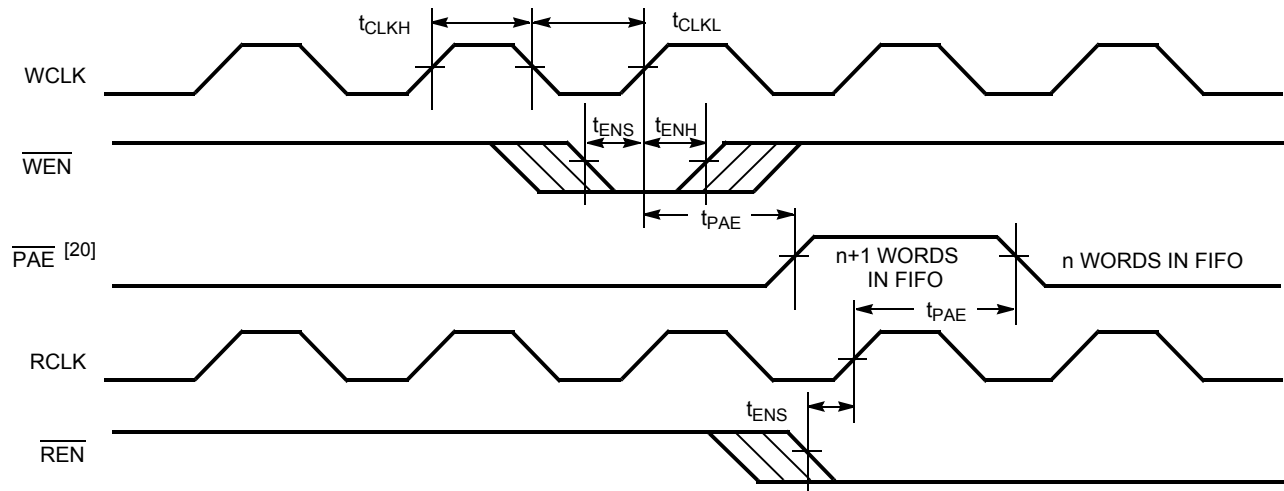 tCLKH
tCLKL
WCLK
tENS
tENH
WEN
tPAE
PAE [20]
n+1 WORDS
IN FIFO
n WORDS IN FIFO
tPAE
RCLK
tENS
REN